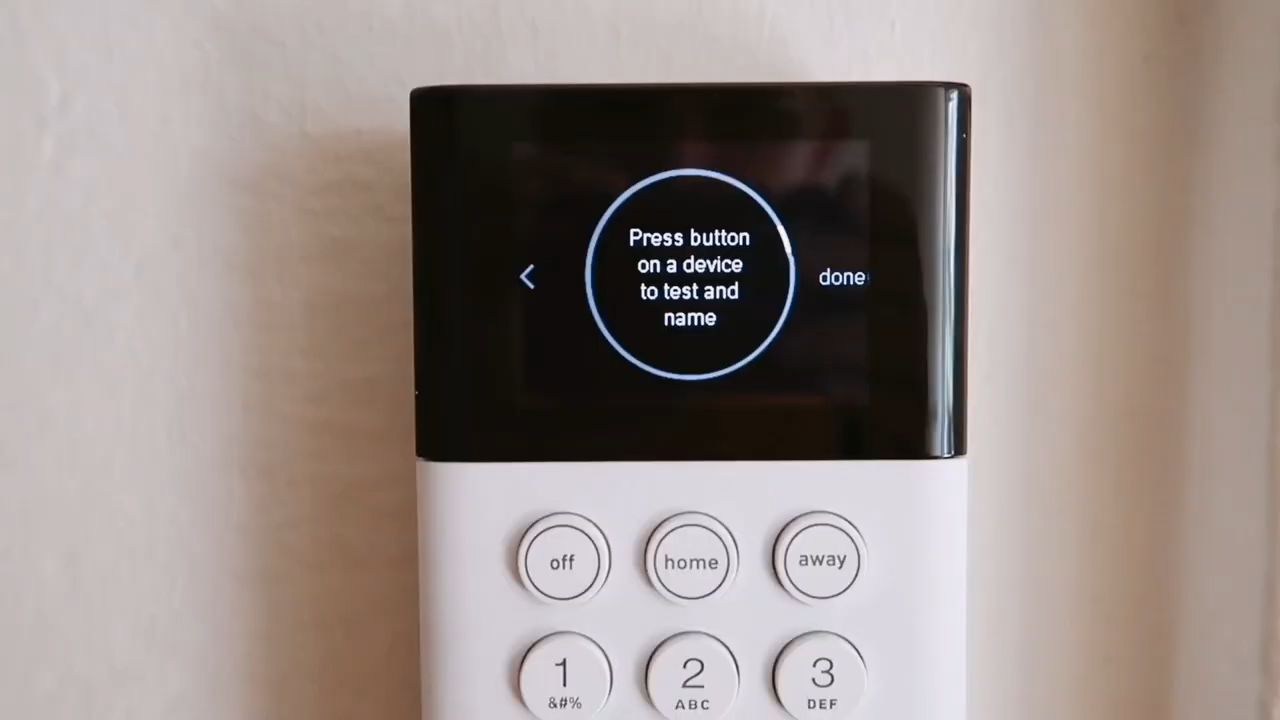 Press button
on a device
to test and
name
<
done
off
home
away
1
&#%
2
ABC
3
DEF